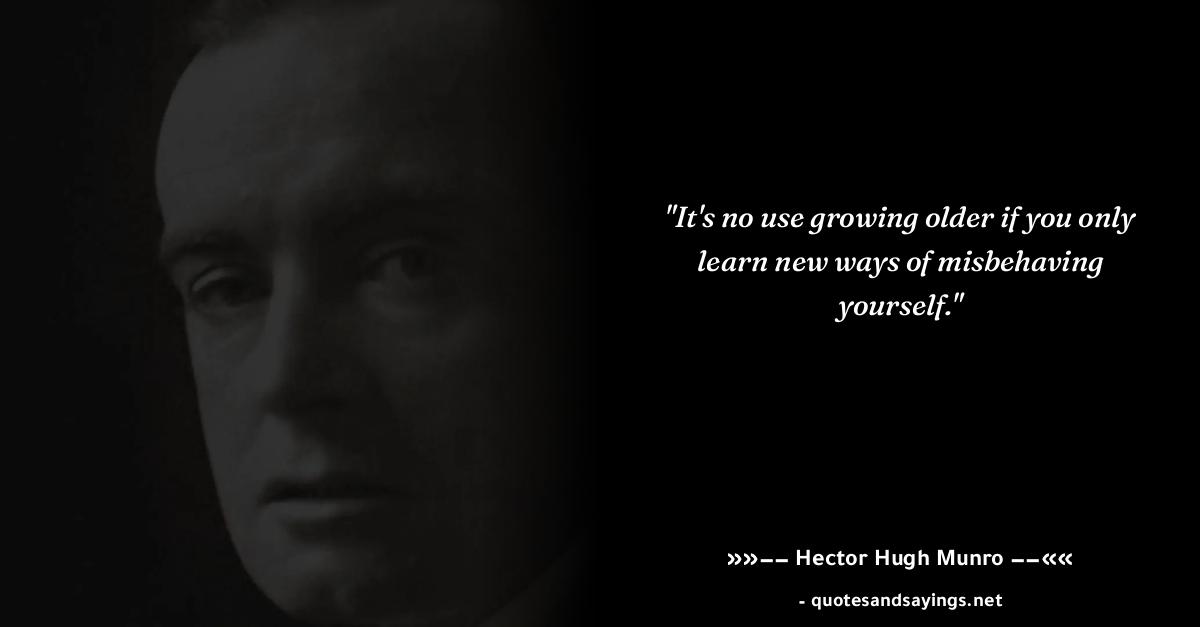 "It's no use growing older if you only
learn new ways of misbehaving
yourself."
»»–– Hector Hugh Munro ––««
- quotesandsayings.net